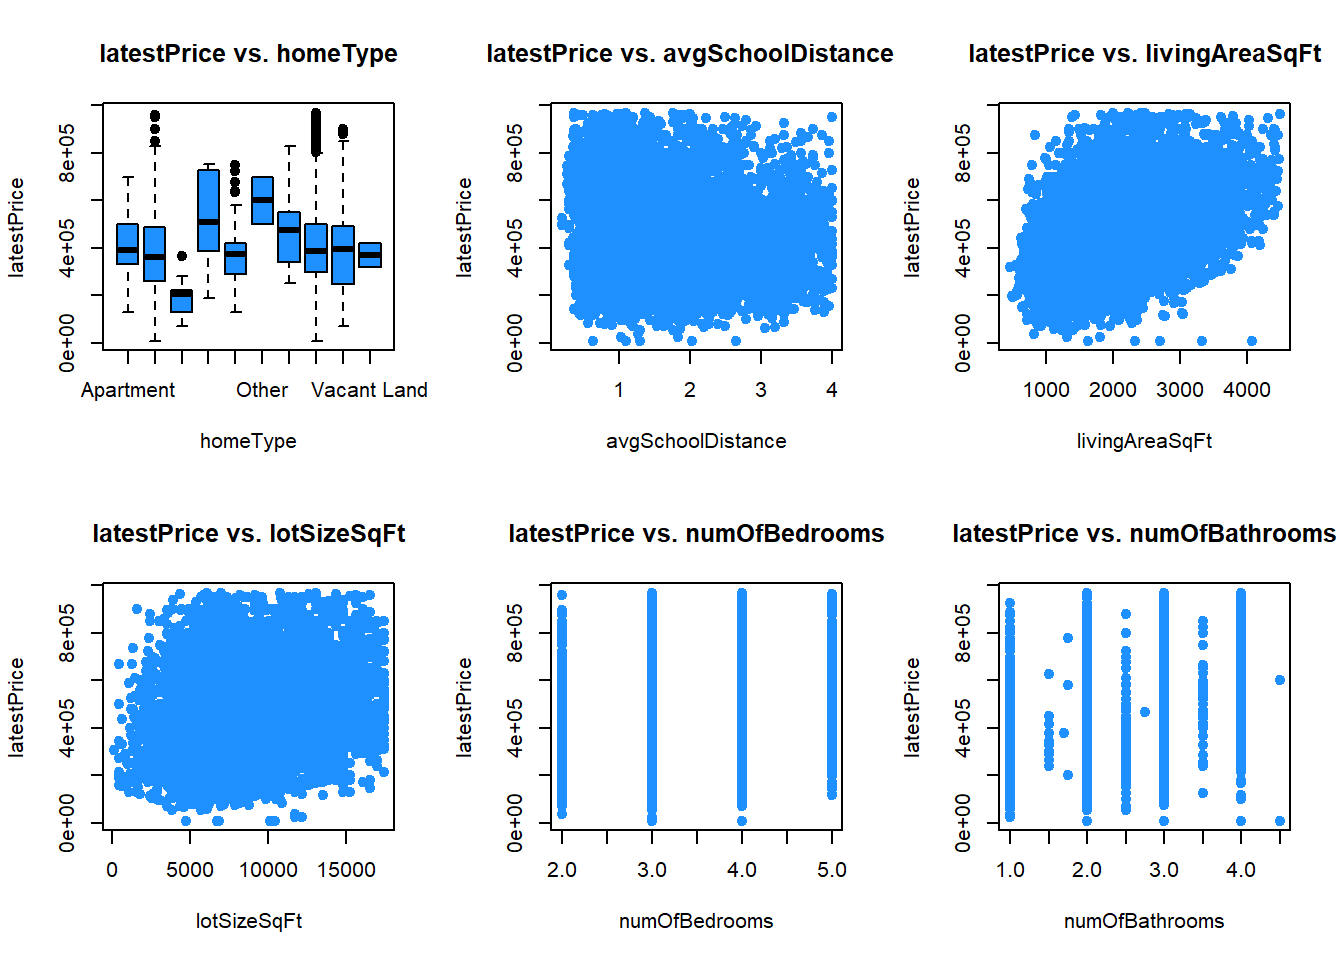 latestPrice vs. homeType
latestPrice
0e+00 4e+05 8e+05
Apartment Other Vacant Land
homeType
latestPrice vs. avgSchoolDistance
latestPrice
0e+00 4e+05 8e+05
1 2 3 4
avgSchoolDistance
latestPrice vs. livingAreaSqFt
latestPrice
0e+00 4e+05 8e+05
1000 2000 3000 4000
livingAreaSqFt
latestPrice vs. lotSizeSqFt
latestPrice
0e+00 4e+05 8e+05
0 5000 10000 15000
lotSizeSqFt
latestPrice vs. numOfBedrooms
latestPrice
0e+00 4e+05 8e+05
2.0 3.0 4.0 5.0
numOfBedrooms
latestPrice vs. numOfBathrooms
latestPrice
0e+00 4e+05 8e+05
1.0 2.0 3.0 4.0
numOfBathrooms